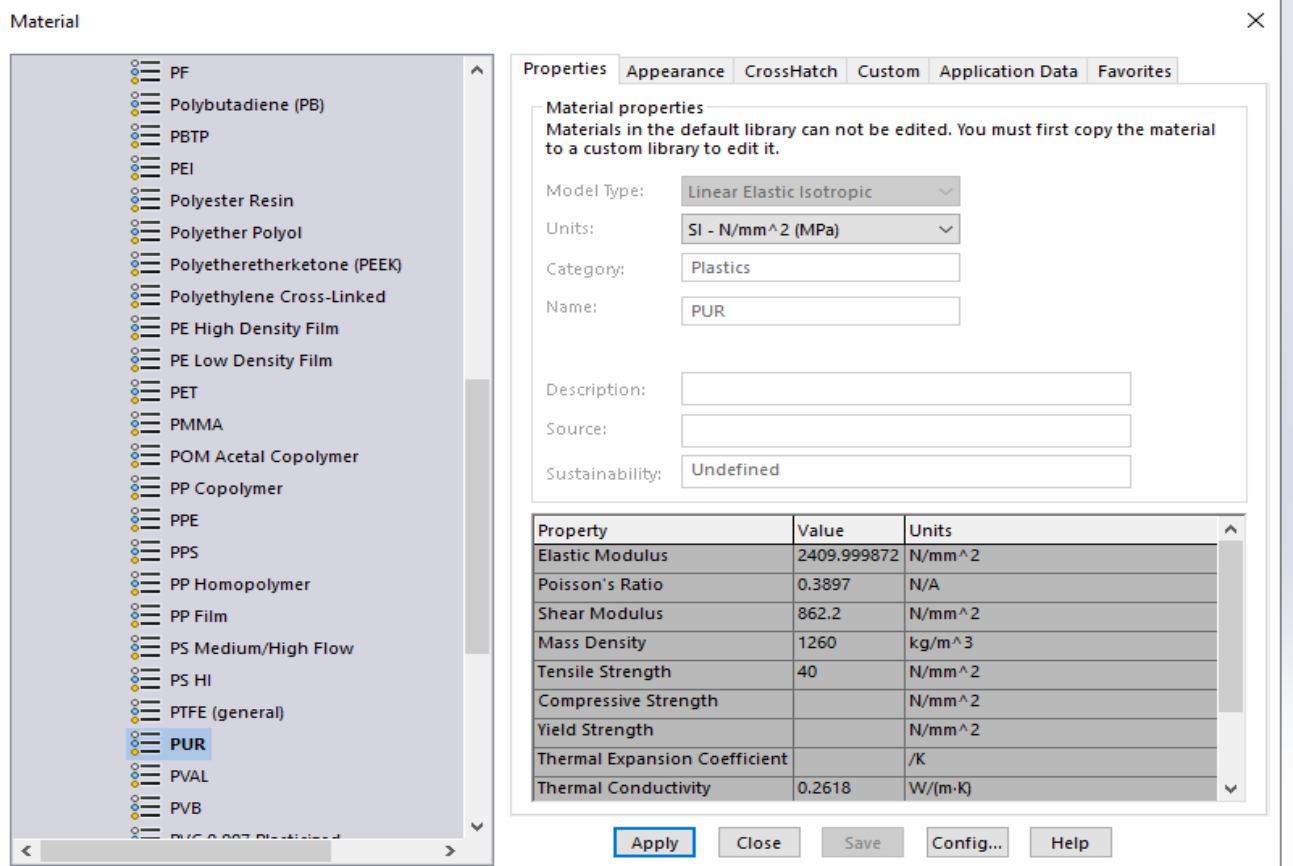 Material
PF
Polybutadiene (PB)
PBTP
PEI
Polyester Resin
Polyether Polyol
Polyetheretherketone (PEEK)
Polyethylene Cross-Linked
PE High Density Film
PE Low Density Film
PET
PMMA
POM Acetal Copolymer
PP Copolymer
PPE
PPS
PP Homopolymer
PP Film
PS Medium/High Flow
PS HI
PTFE (general)
PUR
PVAL
PVB
PVC 0.007 Plasticized
Properties Appearance CrossHatch Custom Application Data Favorites
Material properties
Materials in the default library can not be edited. You must first copy the material
to a custom library to edit it.
Model Type: Linear Elastic Isotropic
Units: SI - N/mm^2 (MPa)
Category: Plastics
Name: PUR
Description:
Source:
Sustainability: Undefined
Property Value Units
Elastic Modulus 2409.999872 N/mm^2
Poisson's Ratio 0.3897 N/A
Shear Modulus 862.2 N/mm^2
Mass Density 1260 kg/m^3
Tensile Strength 40 N/mm^2
Compressive Strength N/mm^2
Yield Strength N/mm^2
Thermal Expansion Coefficient /K
Thermal Conductivity 0.2618 W/(m·K)
Apply Close Save Config... Help